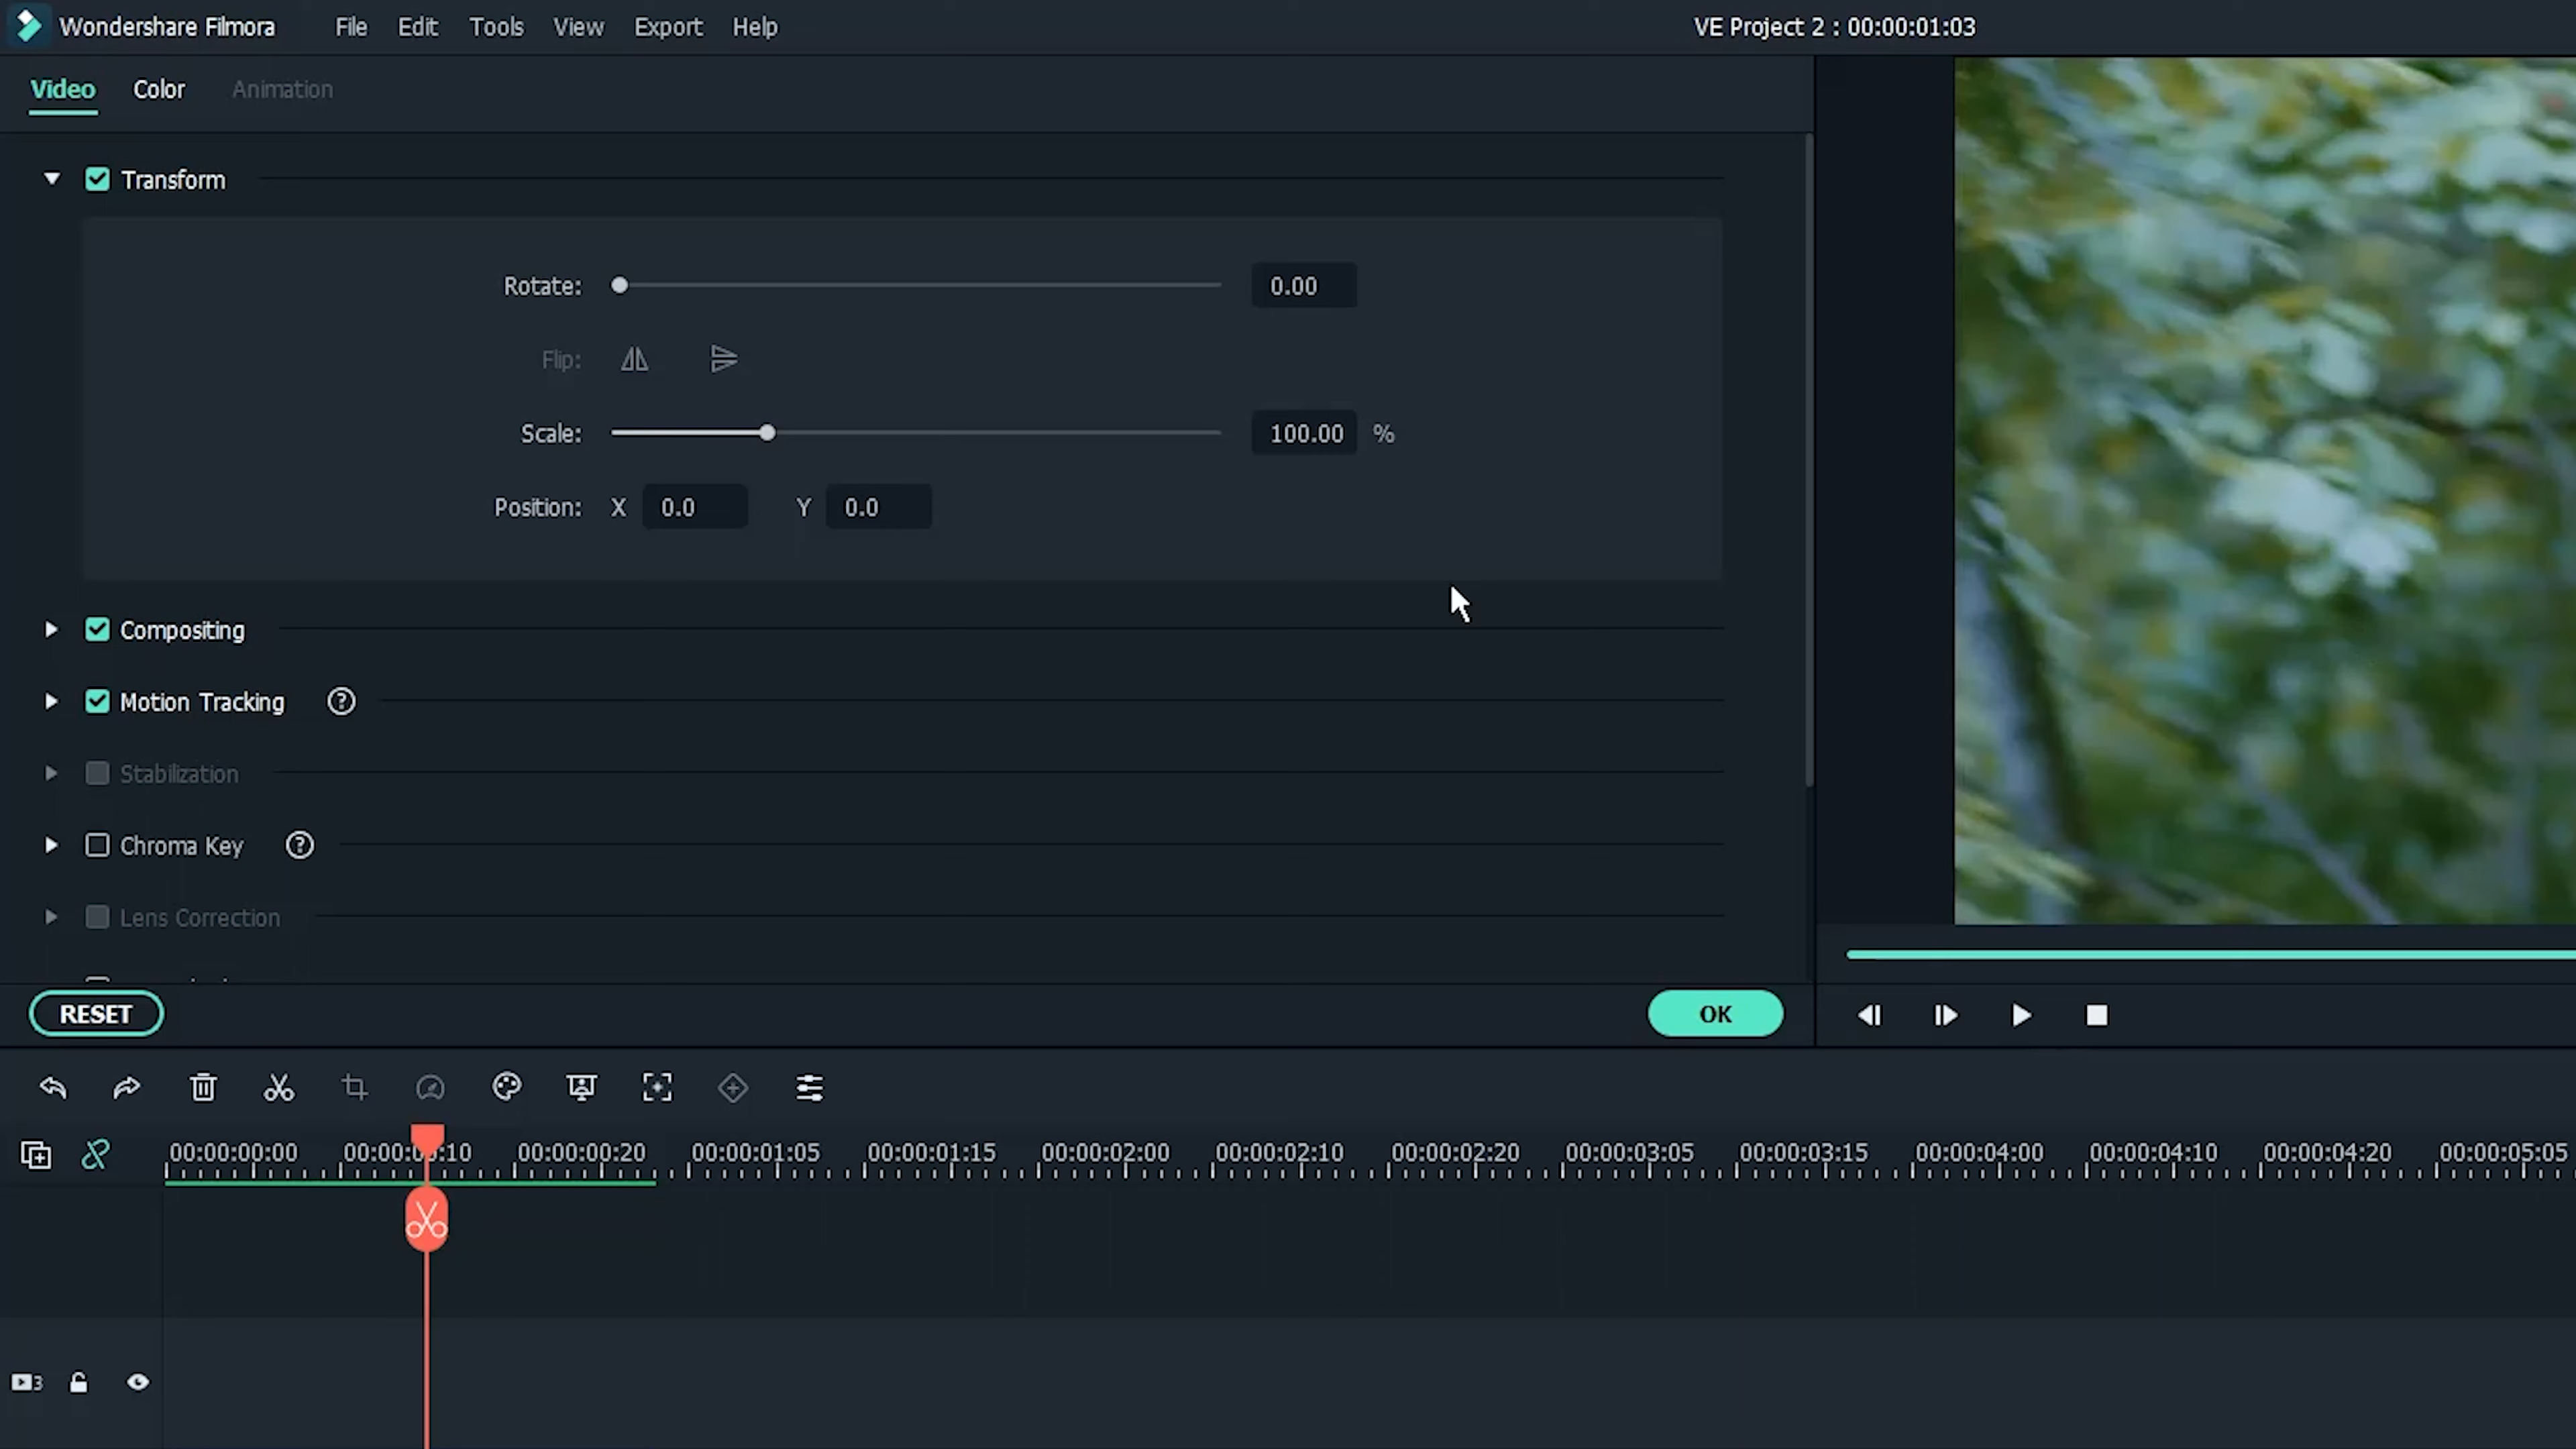 Wondershare Filmora File Edit Tools View Export Help VE Project 2 : 00:00:01:03
Video Color Animation
Transform
Rotate: 0.00
Flip:
Scale: 100.00 %
Position: X 0.0 Y 0.0
Compositing
Motion Tracking ?
Stabilization
Chroma Key ?
Lens Correction
RESET OK
00:00:00:00 00:00:00:10 00:00:00:20 00:00:01:05 00:00:01:15 00:00:02:00 00:00:02:10 00:00:02:20 00:00:03:05 00:00:03:15 00:00:04:00 00:00:04:10 00:00:04:20 00:00:05:05
3